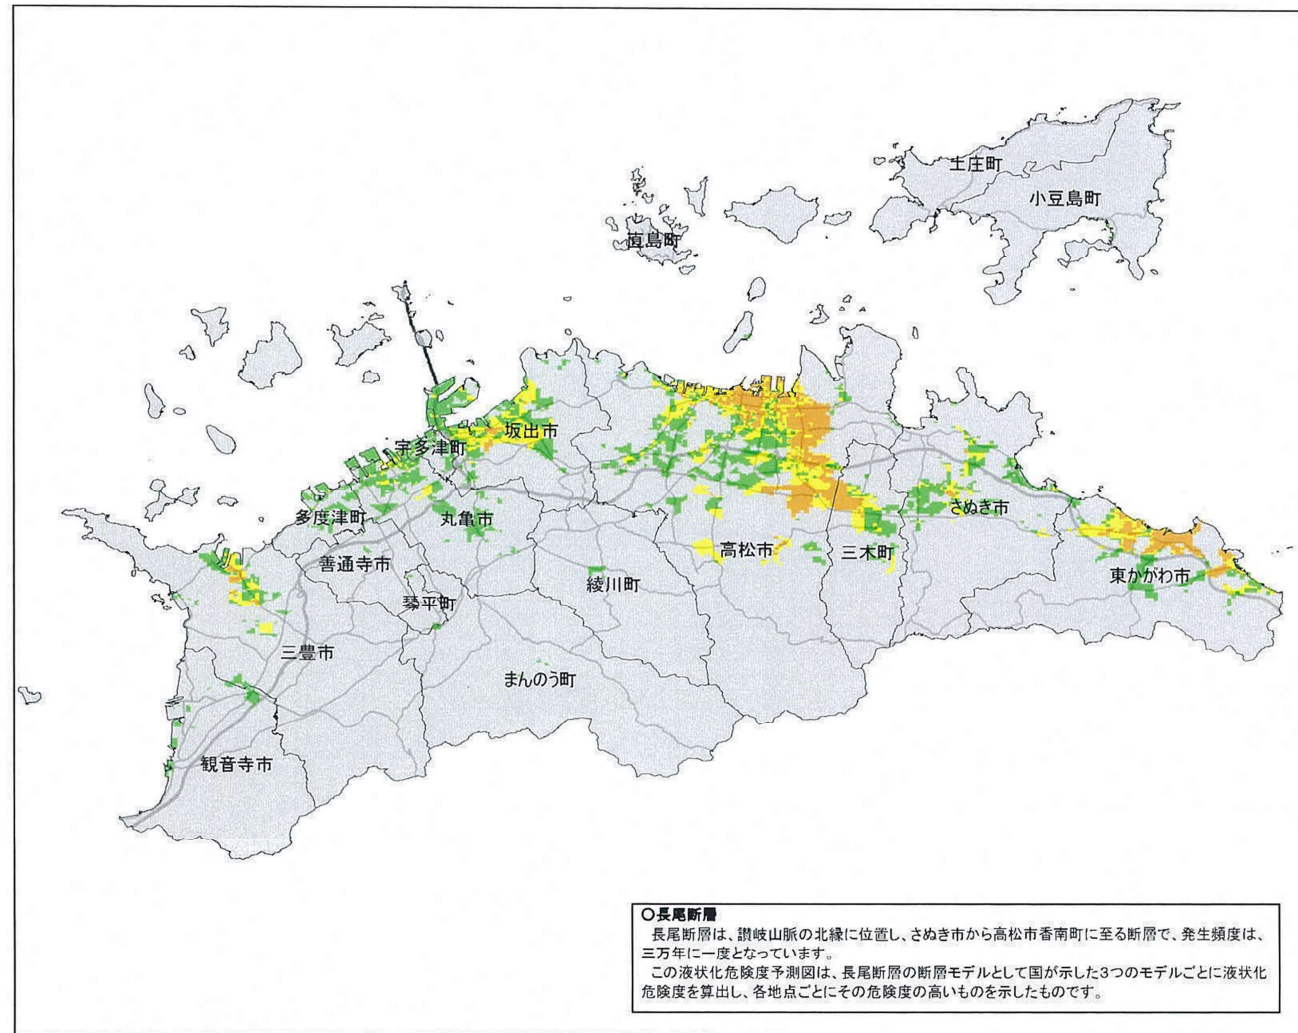 土庄町
小豆島町
直島町
坂出市
宇多津町
多度津町
丸亀市
さぬき市
高松市
三木町
善通寺市
綾川町
東かがわ市
琴平町
三豊市
まんのう町
観音寺市
○長尾断層
長尾断層は、讃岐山脈の北縁に位置し、さぬき市から高松市香南町に至る断層で、発生頻度は、
三万年に一度となっています。
この液状化危険度予測図は、長尾断層の断層モデルとして国が示した3つのモデルごとに液状化
危険度を算出し、各地点ごとにその危険度の高いものを示したものです。